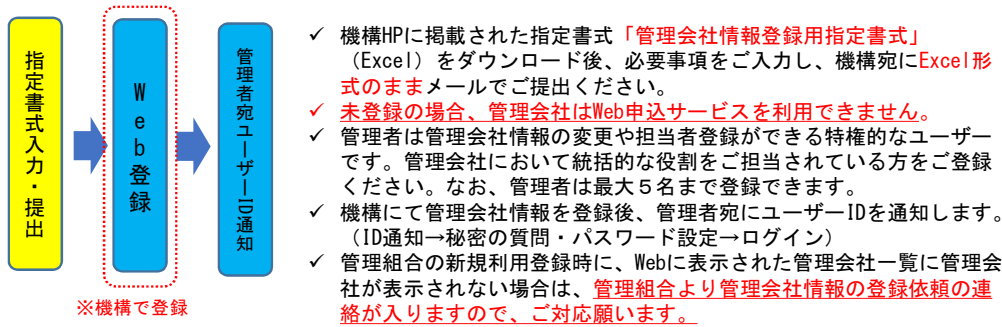 指定書式入力・提出
Web登録
管理者宛ユーザーID通知
※機構で登録
✓ 機構HPに掲載された指定書式「管理会社情報登録用指定書式」
（Excel）をダウンロード後、必要事項をご入力し、機構宛にExcel形
式のままメールでご提出ください。
✓ 未登録の場合、管理会社はWeb申込サービスを利用できません。
✓ 管理者は管理会社情報の変更や担当者登録ができる特権的なユーザー
です。管理会社において統括的な役割をご担当されている方をご登録
ください。なお、管理者は最大５名まで登録できます。
✓ 機構にて管理会社情報を登録後、管理者宛にユーザーIDを通知します。
（ID通知→秘密の質問・パスワード設定→ログイン）
✓ 管理組合の新規利用登録時に、Webに表示された管理会社一覧に管理会
社が表示されない場合は、管理組合より管理会社情報の登録依頼の連
絡が入りますので、ご対応願います。